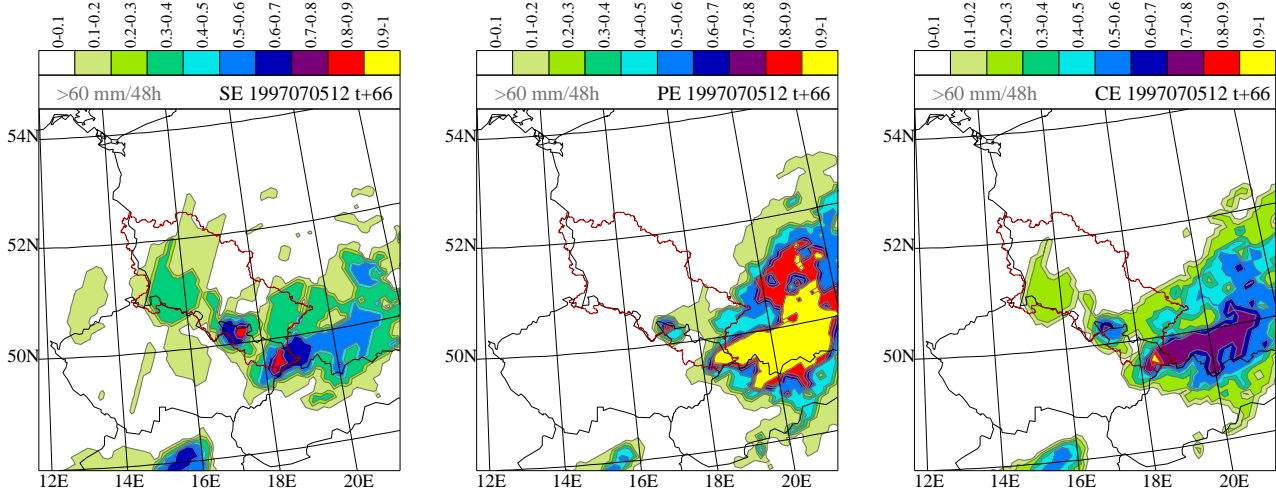 0-0.1 0.1-0.2 0.2-0.3 0.3-0.4 0.4-0.5 0.5-0.6 0.6-0.7 0.7-0.8 0.8-0.9 0.9-1
>60 mm/48h SE 1997070512 t+66
54N
52N
50N
12E 14E 16E 18E 20E
0-0.1 0.1-0.2 0.2-0.3 0.3-0.4 0.4-0.5 0.5-0.6 0.6-0.7 0.7-0.8 0.8-0.9 0.9-1
>60 mm/48h PE 1997070512 t+66
54N
52N
50N
12E 14E 16E 18E 20E
0-0.1 0.1-0.2 0.2-0.3 0.3-0.4 0.4-0.5 0.5-0.6 0.6-0.7 0.7-0.8 0.8-0.9 0.9-1
>60 mm/48h CE 1997070512 t+66
54N
52N
50N
12E 14E 16E 18E 20E